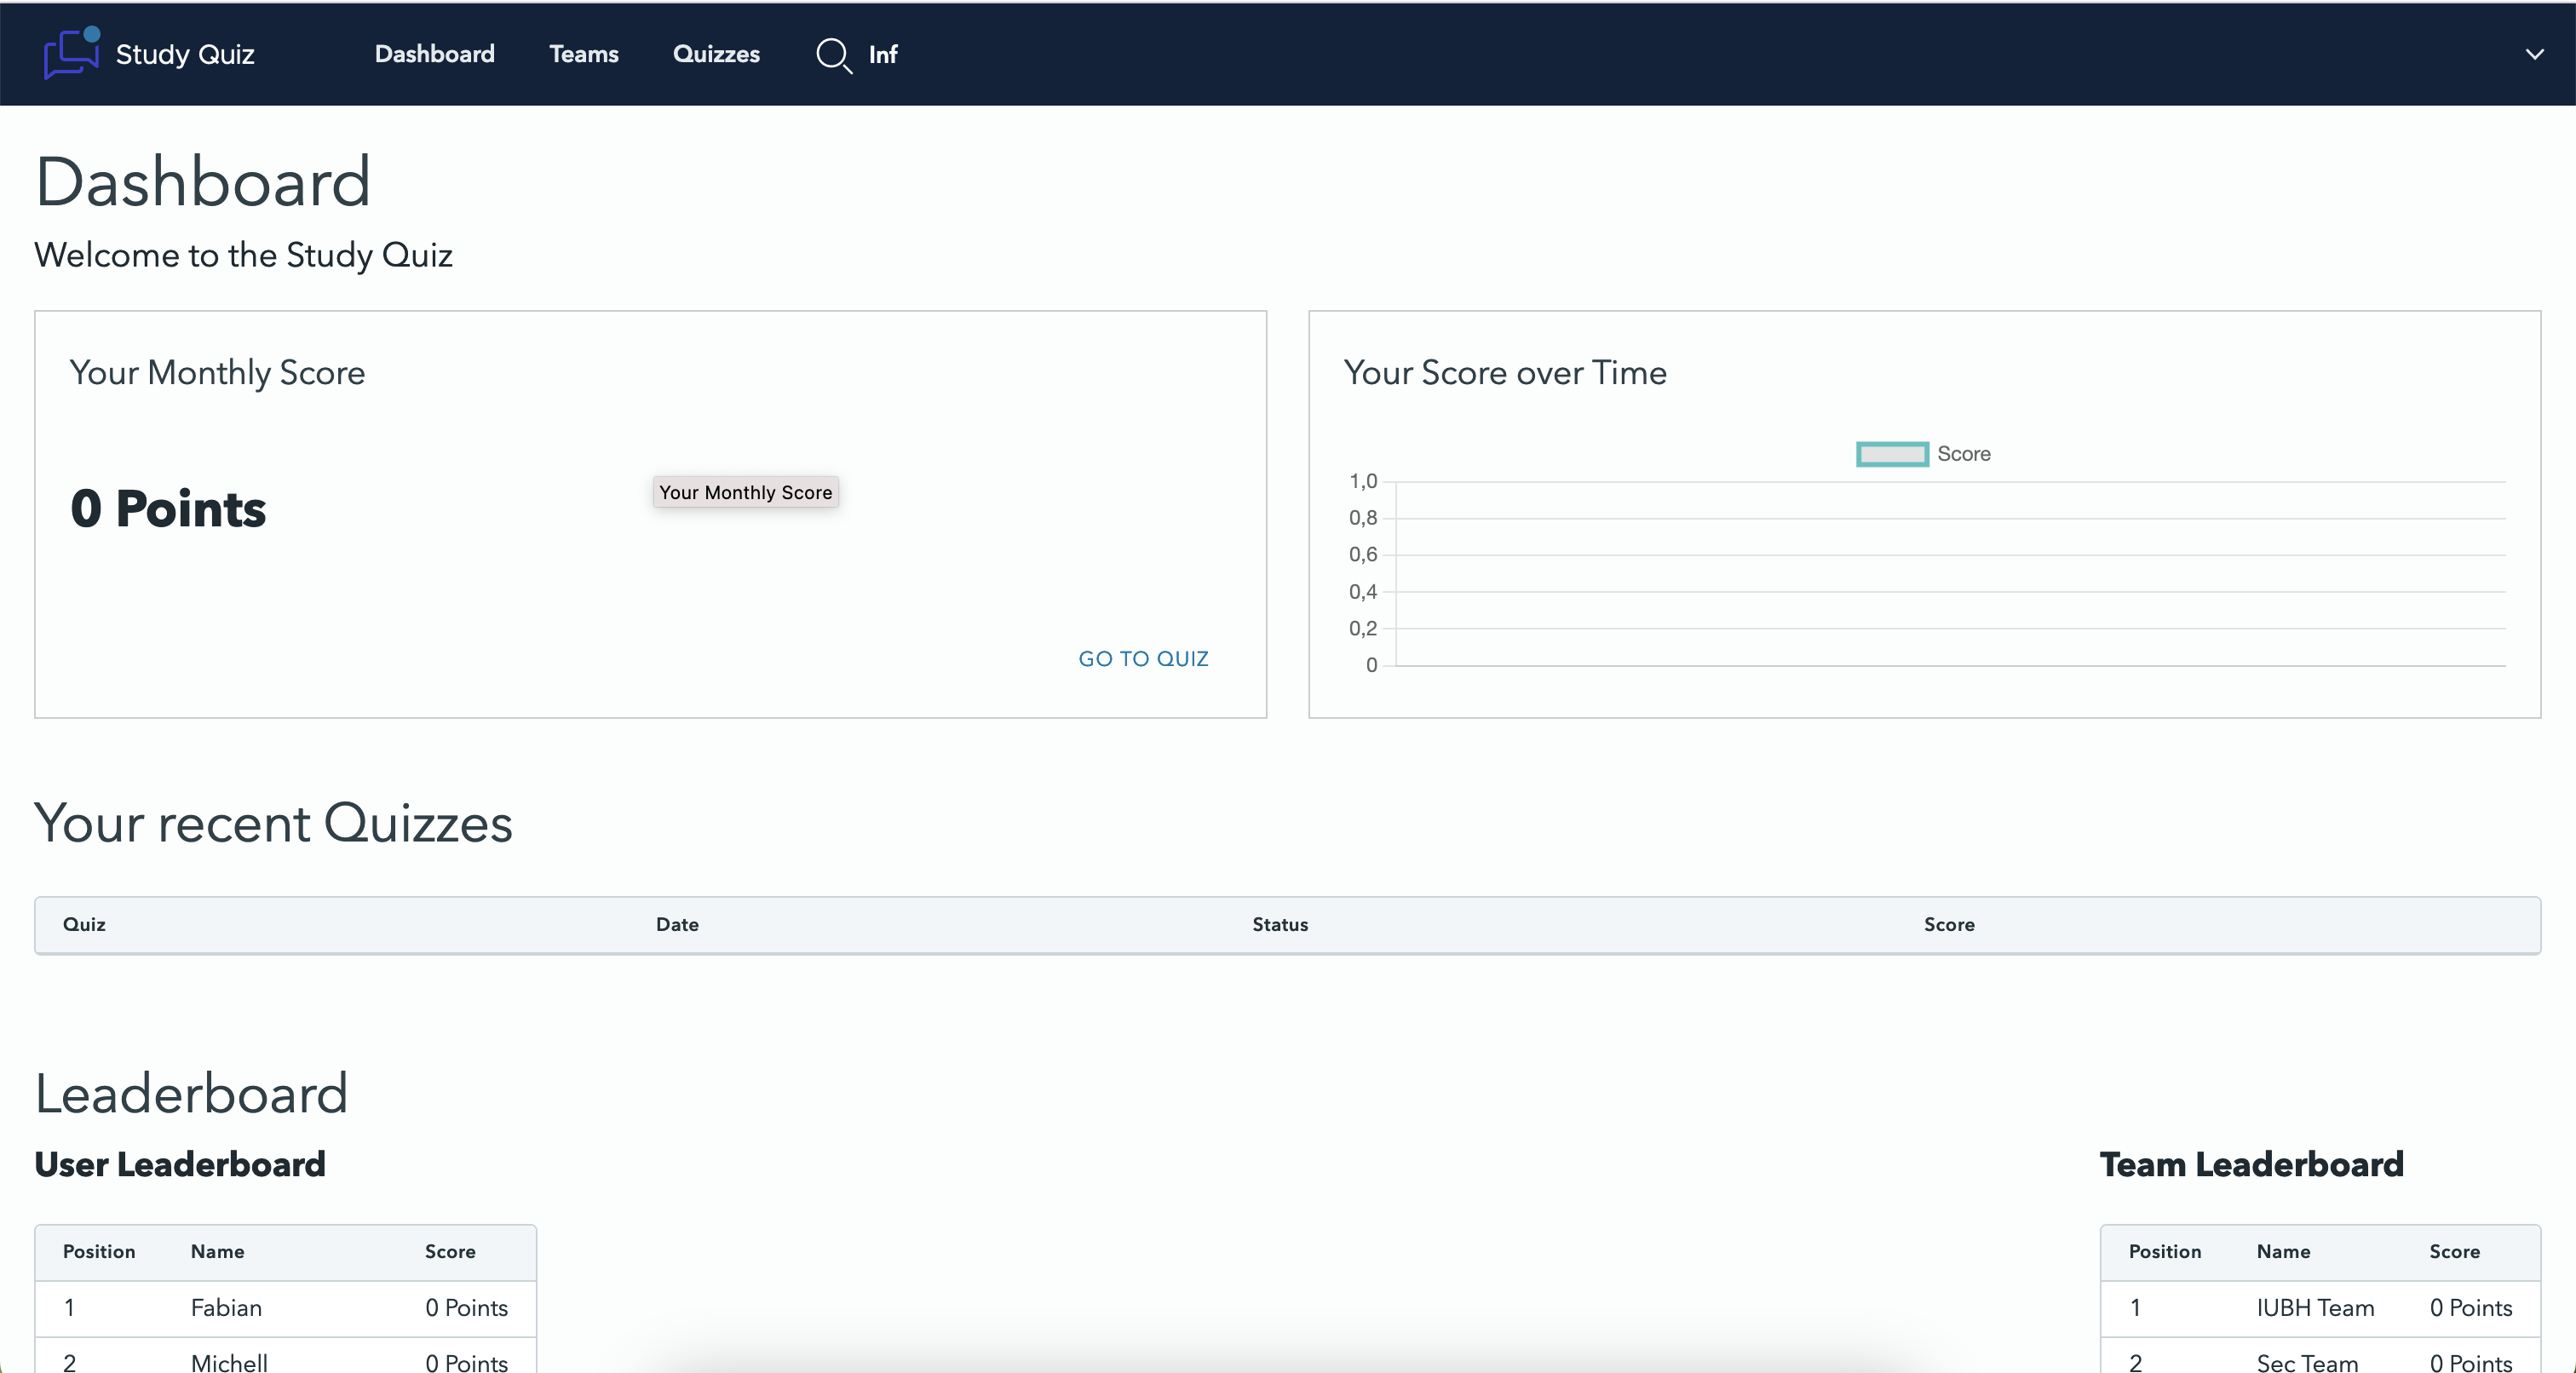 Study Quiz
Dashboard
Teams
Quizzes
Inf
Dashboard
Welcome to the Study Quiz
Your Monthly Score
0 Points
Your Monthly Score
GO TO QUIZ
Your Score over Time
Score
1,0
0,8
0,6
0,4
0,2
0
Your recent Quizzes
Quiz Date Status Score
Leaderboard
User Leaderboard
Position Name Score
1 Fabian 0 Points
2 Michell 0 Points
Team Leaderboard
Position Name Score
1 IUBH Team 0 Points
2 Sec Team 0 Points